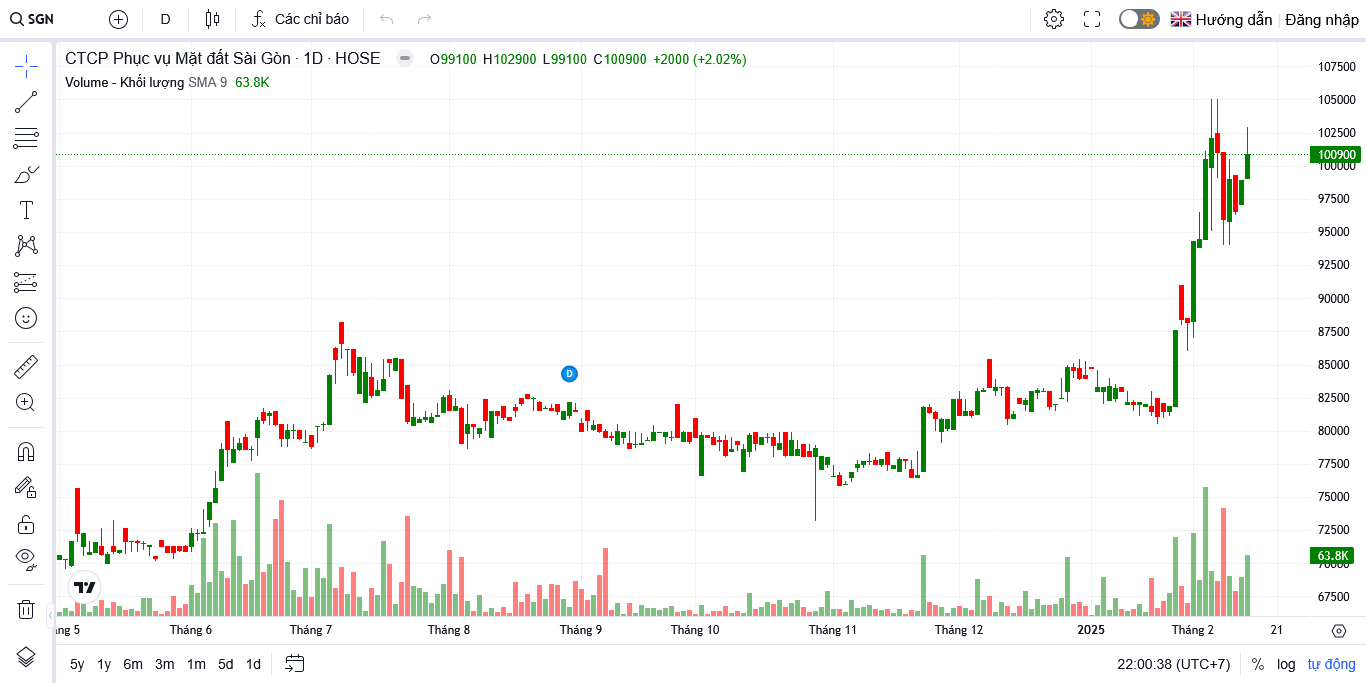 SGN D Các chỉ báo Hướng dẫn Đăng nhập
CTCP Phục vụ Mặt đất Sài Gòn · 1D · HOSE O99100 H102900 L99100 C100900 +2000 (+2.02%)
Volume - Khối lượng SMA 9 63.8K
107500
105000
102500
100900
100000
97500
95000
92500
90000
87500
85000
D
82500
80000
77500
75000
72500
63.8K
70000
67500
ng 5 Tháng 6 Tháng 7 Tháng 8 Tháng 9 Tháng 10 Tháng 11 Tháng 12 2025 Tháng 2 21
5y 1y 6m 3m 1m 5d 1d 22:00:38 (UTC+7) % log tự động